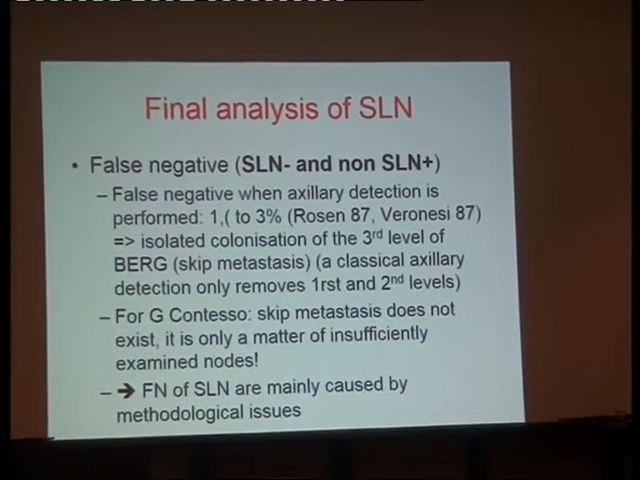 Final analysis of SLN
• False negative (SLN- and non SLN+)
– False negative when axillary detection is
performed: 1,( to 3% (Rosen 87, Veronesi 87)
=> isolated colonisation of the 3rd level of
BERG (skip metastasis) (a classical axillary
detection only removes 1rst and 2nd levels)
– For G Contesso: skip metastasis does not
exist, it is only a matter of insufficiently
examined nodes!
– ➔ FN of SLN are mainly caused by
methodological issues